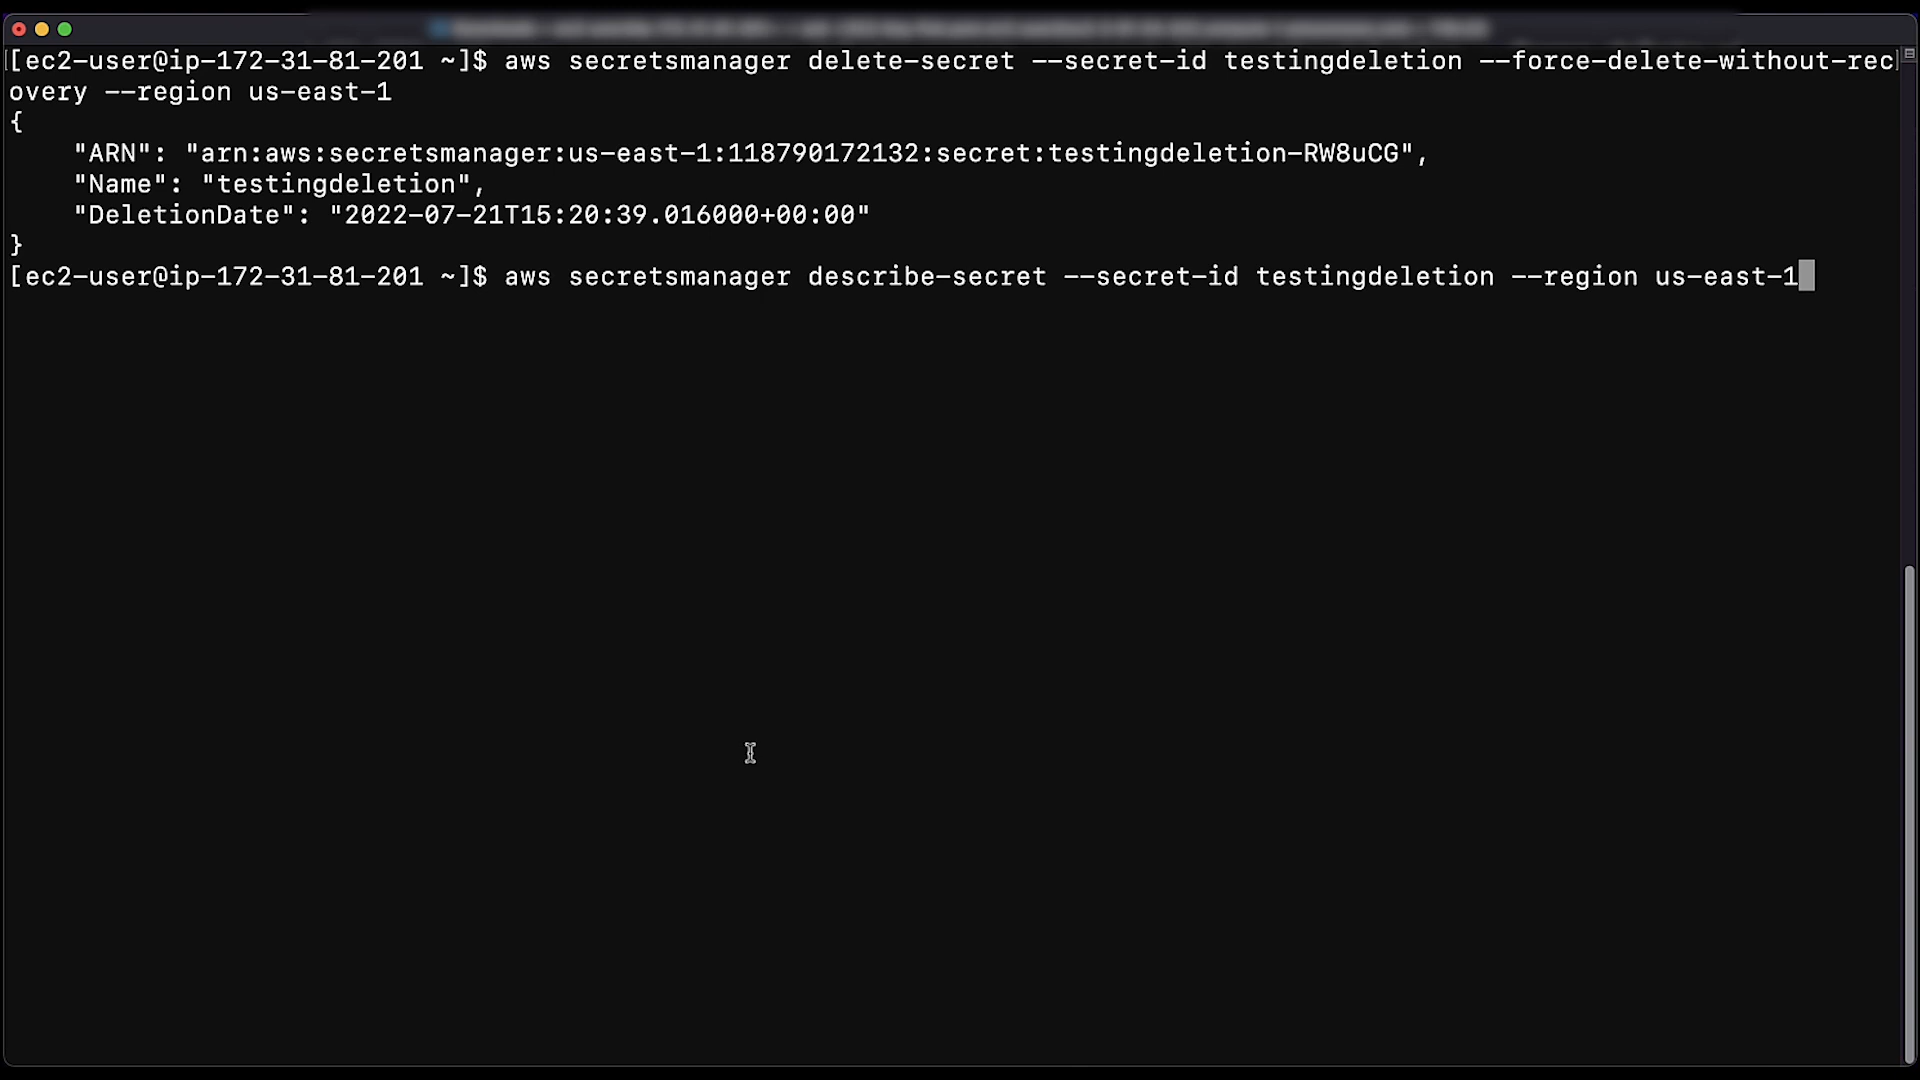 [ec2-user@ip-172-31-81-201 ~]$ aws secretsmanager delete-secret --secret-id testingdeletion --force-delete-without-rec]
overy --region us-east-1
{
    "ARN": "arn:aws:secretsmanager:us-east-1:118790172132:secret:testingdeletion-RW8uCG",
    "Name": "testingdeletion",
    "DeletionDate": "2022-07-21T15:20:39.016000+00:00"
}
[ec2-user@ip-172-31-81-201 ~]$ aws secretsmanager describe-secret --secret-id testingdeletion --region us-east-1